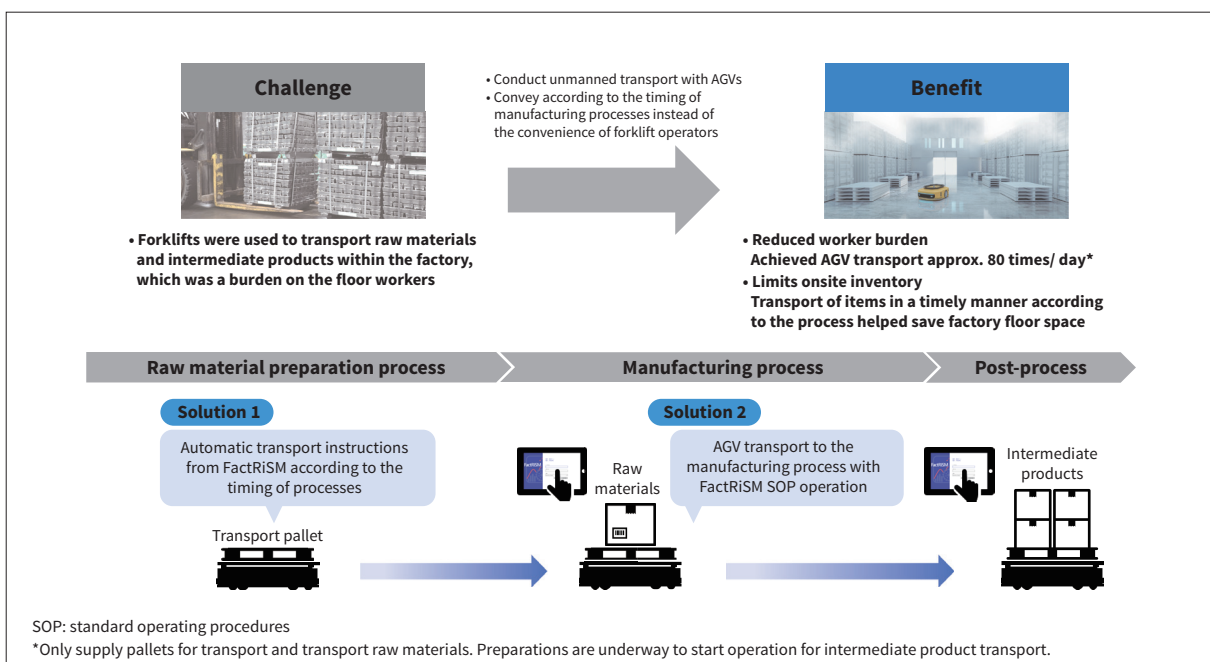 Challenge
• Conduct unmanned transport with AGVs
• Convey according to the timing of
manufacturing processes instead of
the convenience of forklift operators
Benefit
• Forklifts were used to transport raw materials
and intermediate products within the factory,
which was a burden on the floor workers
• Reduced worker burden
Achieved AGV transport approx. 80 times/ day*
• Limits onsite inventory
Transport of items in a timely manner according
to the process helped save factory floor space
Raw material preparation process
Manufacturing process
Post-process
Solution 1
Automatic transport instructions
from FactRiSM according to the
timing of processes
Transport pallet
Raw
materials
Solution 2
AGV transport to the
manufacturing process with
FactRiSM SOP operation
Intermediate
products
SOP: standard operating procedures
*Only supply pallets for transport and transport raw materials. Preparations are underway to start operation for intermediate product transport.